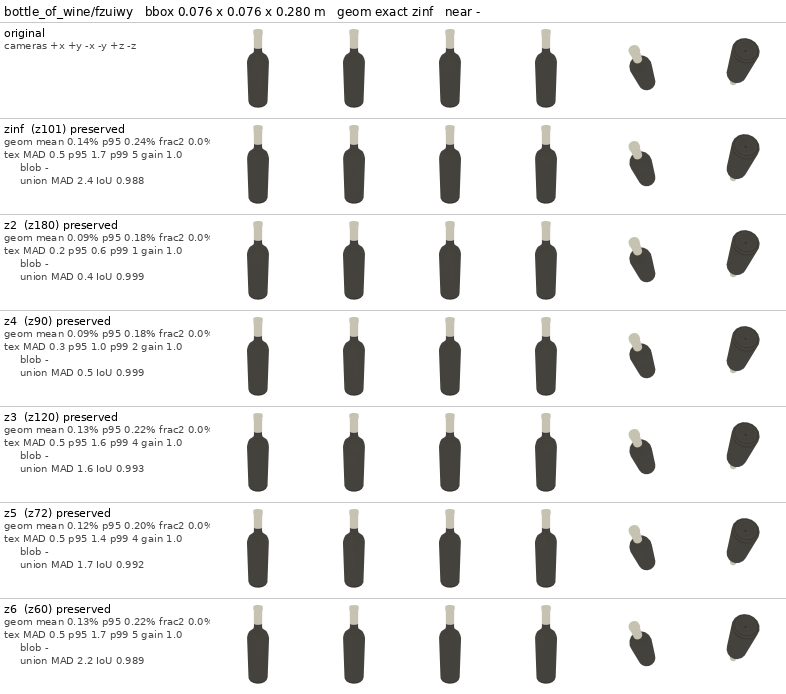 bottle_of_wine/fzuiwy bbox 0.076 x 0.076 x 0.280 m geom exact zinf near -
original
cameras +x +y -x -y +z -z
zinf (z101) preserved
geom mean 0.14% p95 0.24% frac2 0.0%
tex MAD 0.5 p95 1.7 p99 5 gain 1.0
blob -
union MAD 2.4 IoU 0.988
z2 (z180) preserved
geom mean 0.09% p95 0.18% frac2 0.0%
tex MAD 0.2 p95 0.6 p99 1 gain 1.0
blob -
union MAD 0.4 IoU 0.999
z4 (z90) preserved
geom mean 0.09% p95 0.18% frac2 0.0%
tex MAD 0.3 p95 1.0 p99 2 gain 1.0
blob -
union MAD 0.5 IoU 0.999
z3 (z120) preserved
geom mean 0.13% p95 0.22% frac2 0.0%
tex MAD 0.5 p95 1.6 p99 4 gain 1.0
blob -
union MAD 1.6 IoU 0.993
z5 (z72) preserved
geom mean 0.12% p95 0.20% frac2 0.0%
tex MAD 0.5 p95 1.4 p99 4 gain 1.0
blob -
union MAD 1.7 IoU 0.992
z6 (z60) preserved
geom mean 0.13% p95 0.22% frac2 0.0%
tex MAD 0.5 p95 1.7 p99 5 gain 1.0
blob -
union MAD 2.2 IoU 0.989